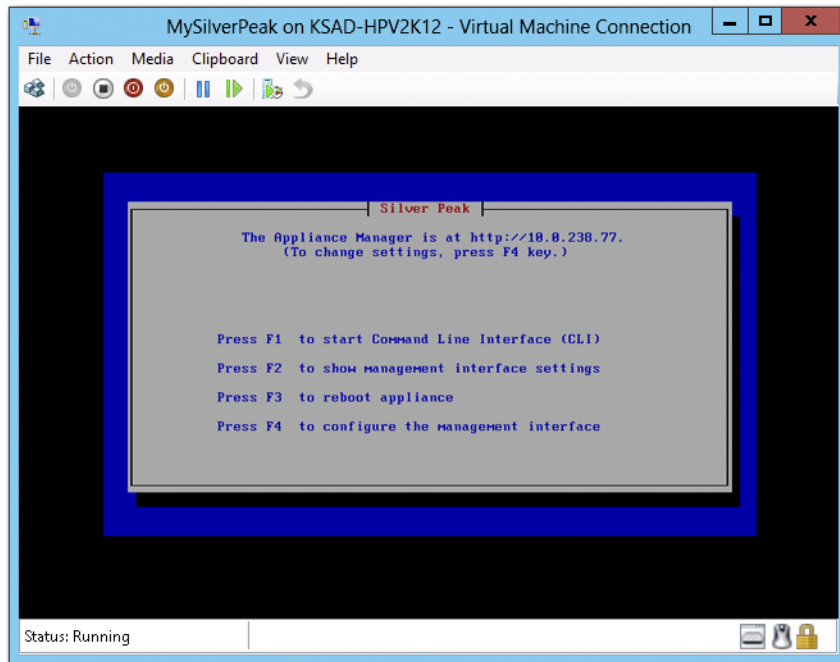 MySilverPeak on KSAD-HPV2K12 - Virtual Machine Connection
File Action Media Clipboard View Help
Silver Peak
The Appliance Manager is at http://10.0.238.77.
(To change settings, press F4 key.)
Press F1 to start Command Line Interface (CLI)
Press F2 to show management interface settings
Press F3 to reboot appliance
Press F4 to configure the management interface
Status: Running